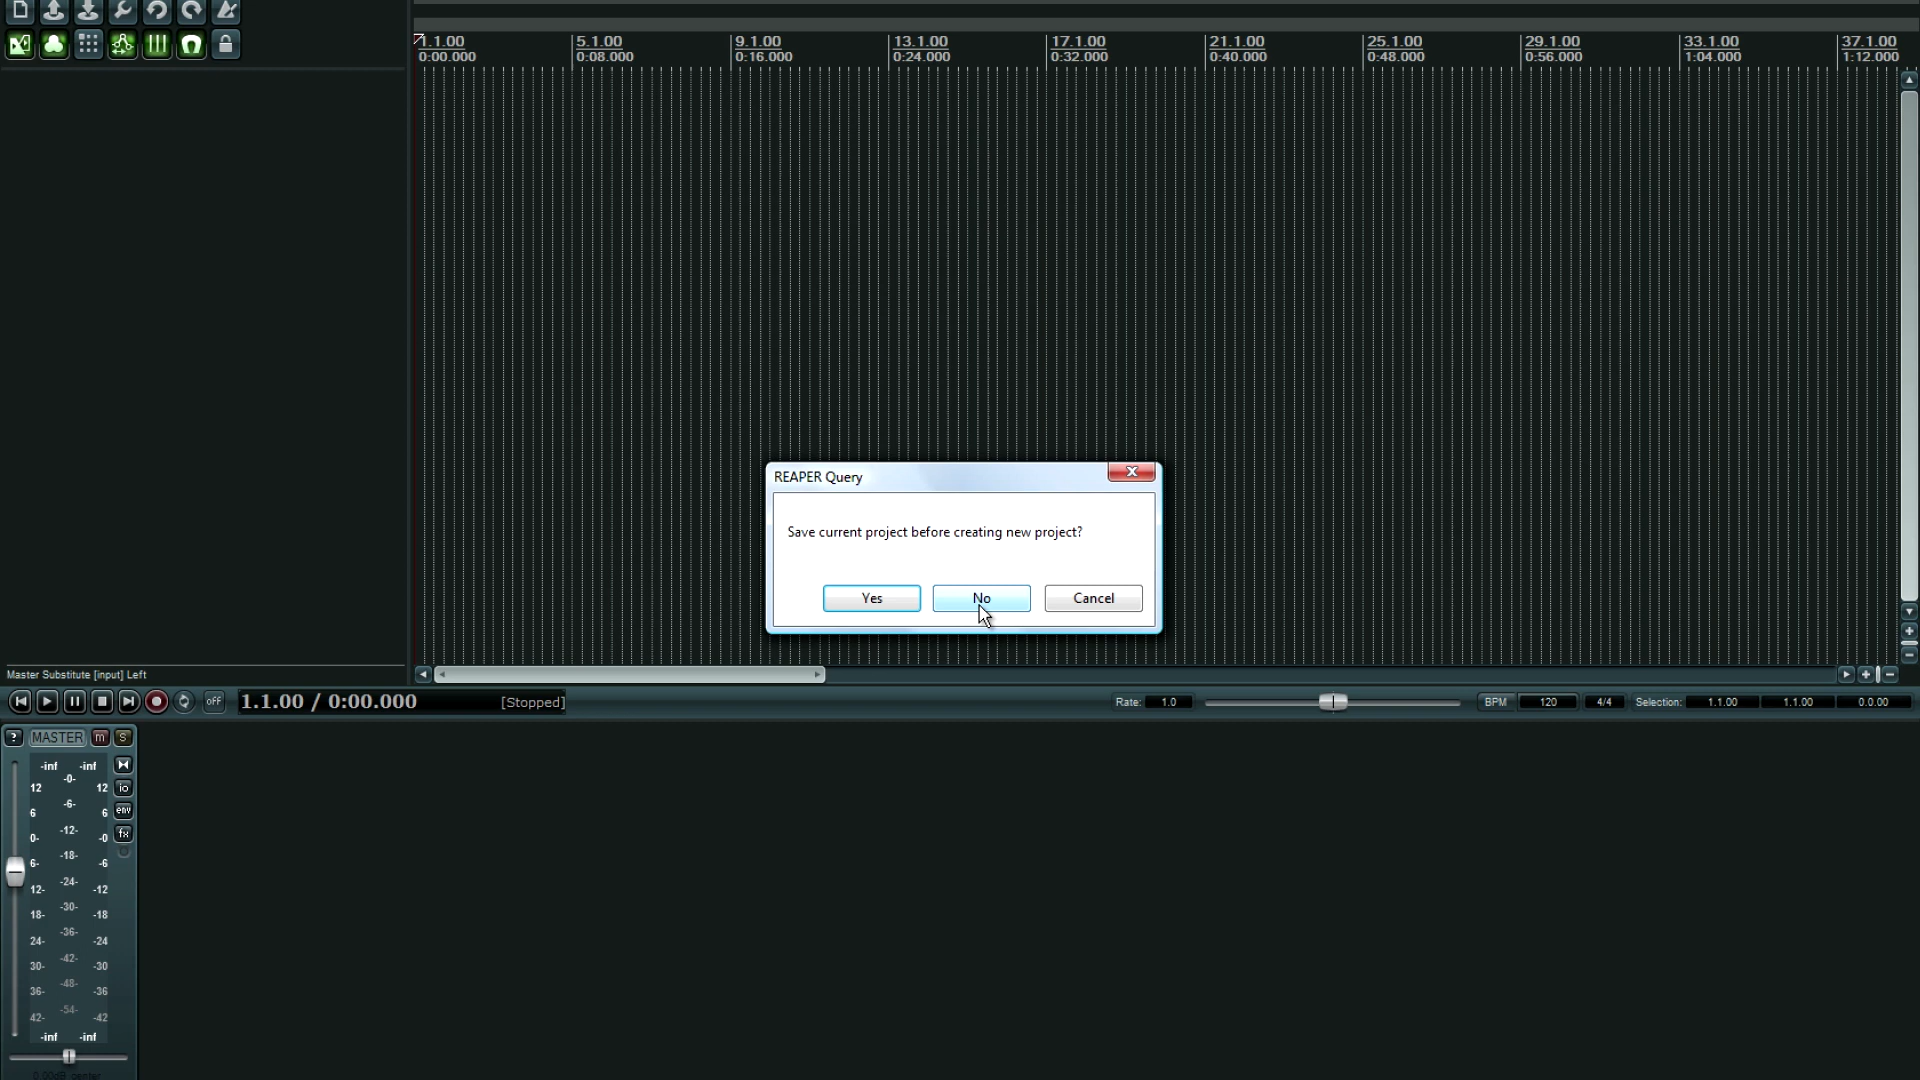 1.1.00 5.1.00 9.1.00 13.1.00 17.1.00 21.1.00 25.1.00 29.1.00 33.1.00 37.1.00
0:00.000 0:08.000 0:16.000 0:24.000 0:32.000 0:40.000 0:48.000 0:56.000 1:04.000 1:12.000
REAPER Query
Save current project before creating new project?
Yes No Cancel
Master Substitute [input] Left
off 1.1.00 / 0:00.000 [Stopped] Rate: 1.0 BPM 120 4/4 Selection: 1.1.00 1.1.00 0.0.00
? MASTER m S
-inf -inf
-0-
12 12 io
-6-
6 6 env
-12-
0- -0 fx
-18-
6- -6
-24-
12- -12
-30-
18- -18
-36-
24- -24
-42-
30- -30
-48-
36- -36
-54-
42- -42
-inf -inf
0.00dB center